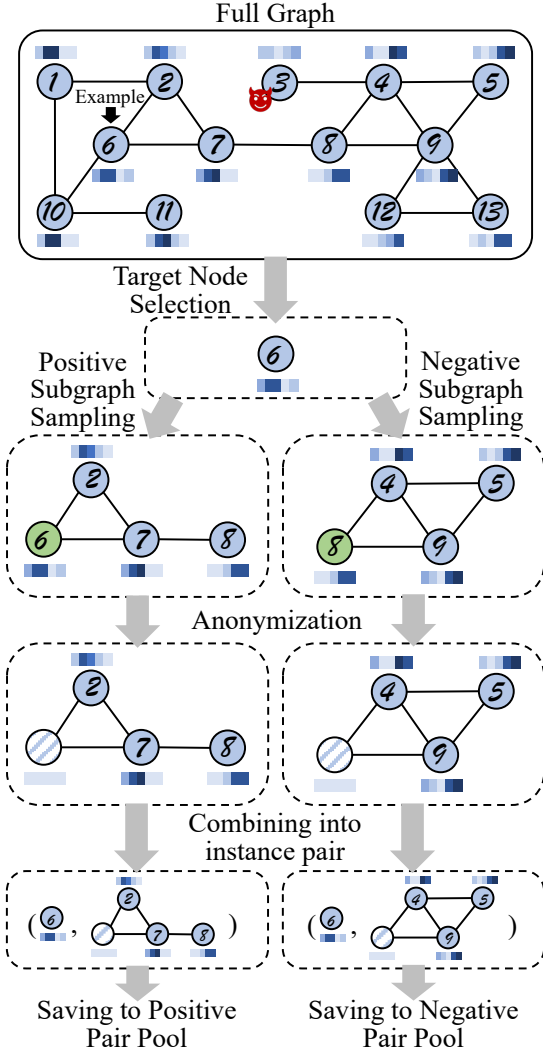 Full Graph
1 2 3 4 5
Example
6 7 8 9
10 11 12 13
Target Node
Selection
6
Positive
Subgraph
Sampling
Negative
Subgraph
Sampling
2 4 5
6 7 8 8 9
Anonymization
2 4 5
7 8 9
Combining into
instance pair
2 4 5
( 6 , 7 8 ) ( 6 , 9 )
Saving to Positive
Pair Pool
Saving to Negative
Pair Pool